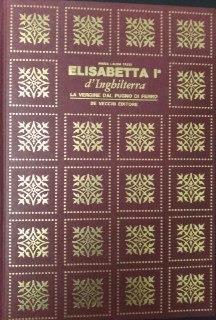 ELISABETTA Iª
d'Inghilterra
LA VERGINE DAL PUGNO DI FERRO
DE VECCHI EDITORE